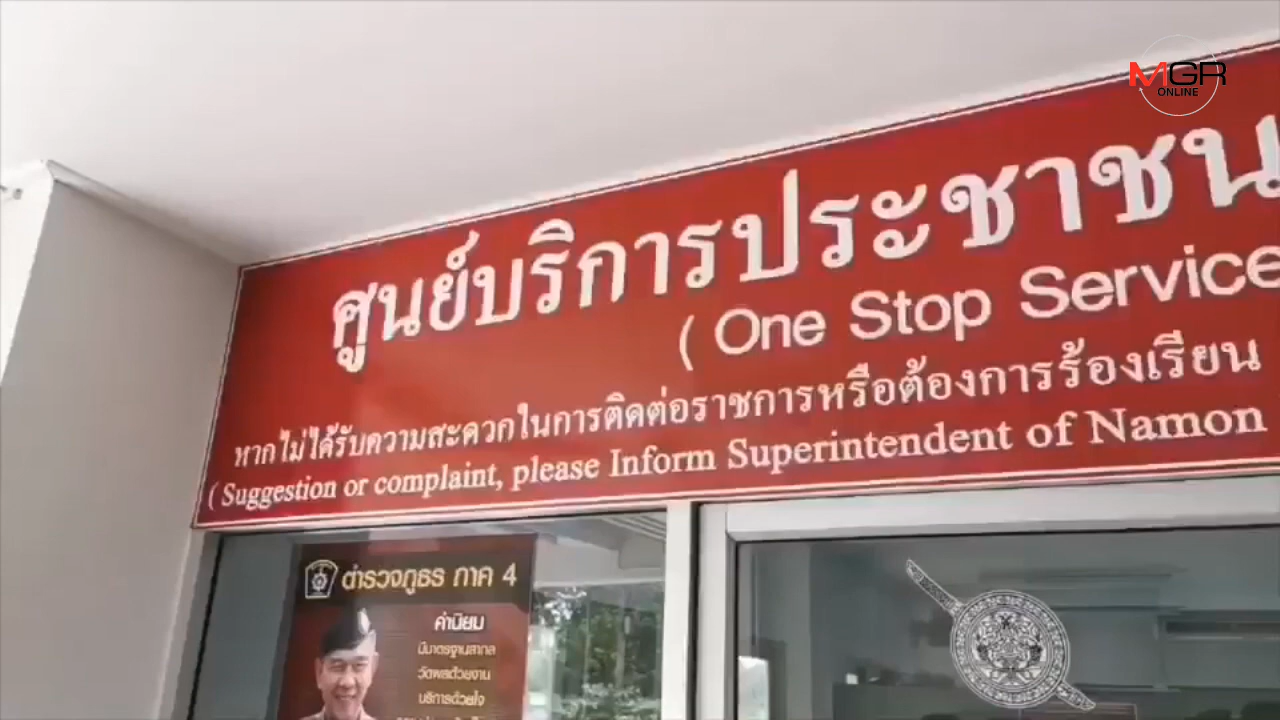 MGR
ONLINE
ศูนย์บริการประชาชน
( One Stop Service
หากไม่ได้รับความสะดวกในการติดต่อราชการหรือต้องการร้องเรียน
( Suggestion or complaint, please Inform Superintendent of Namon
ตำรวจภูธร ภาค 4
ค่านิยม
มีมาตรฐานสากล
วัดผลด้วยงาน
บริการด้วยใจ